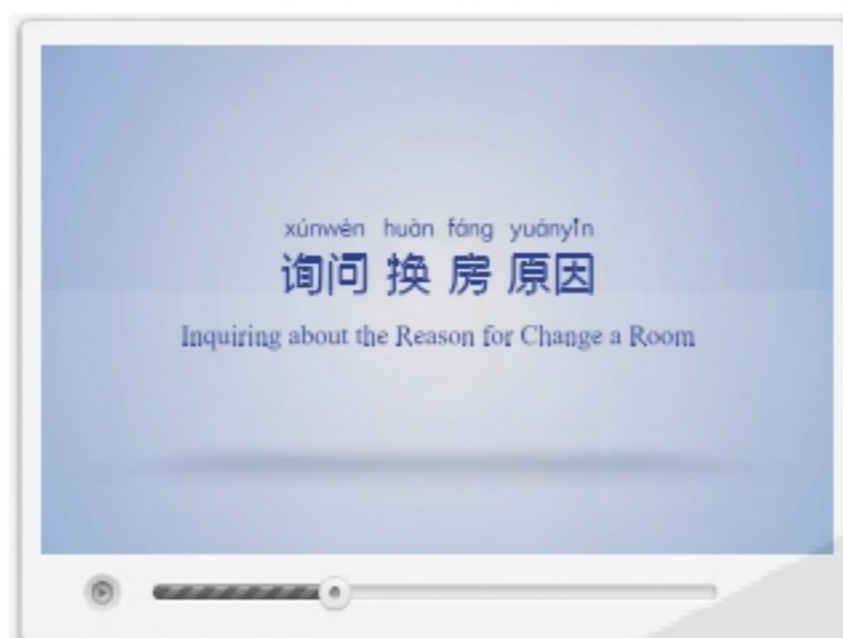 xúnwèn huàn fáng yuányīn
询问 换 房 原因
Inquiring about the Reason for Change a Room